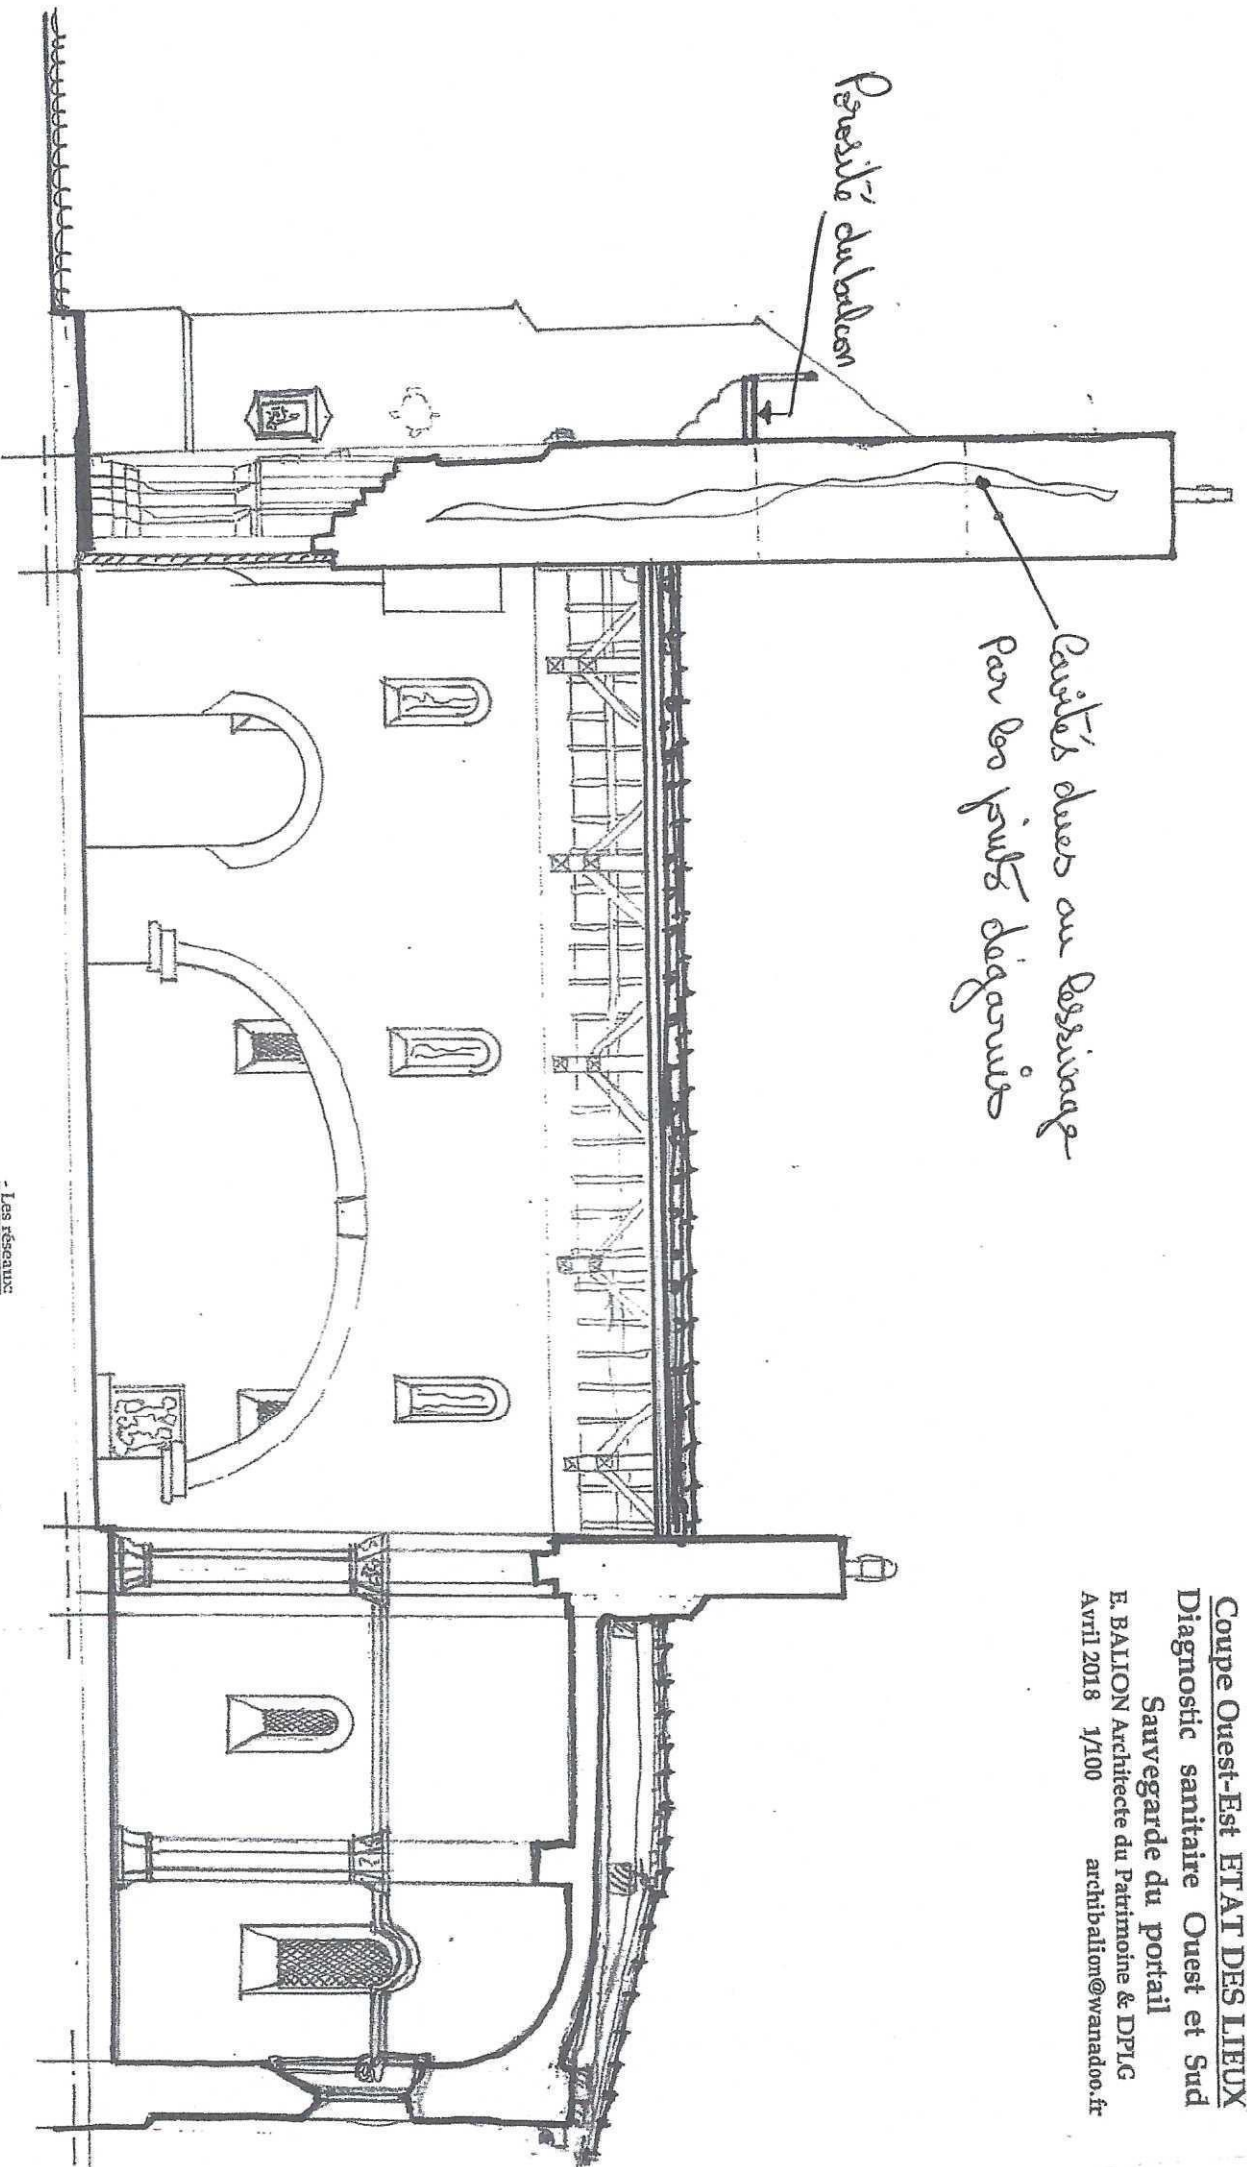 Coupe Ouest-Est ETAT DES LIEUX
Diagnostic sanitaire Ouest et Sud
Sauvegarde du portail
E. BALION Architecte du Patrimoine & DPLG
Avril 2018 1/100 archibalion@wanadoo.fr
Porosité du balcon
Cavités dues au lessivage
Par les joints dégarnis
- Les réseaux